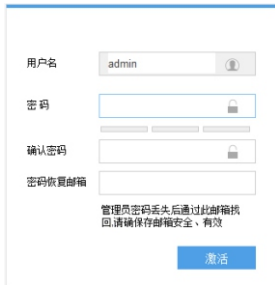 用户名
admin
密 码
确认密码
密码恢复邮箱
管理员密码丢失后通过此邮箱找
回,请确保存邮箱安全、有效
激活